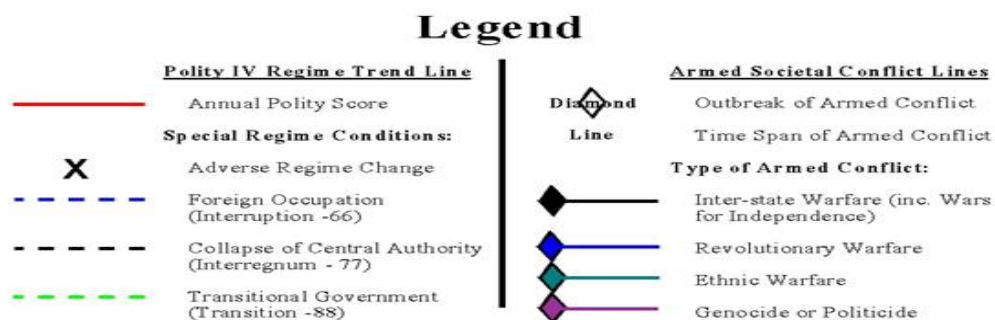 Legend
Polity IV Regime Trend Line
Annual Polity Score
Special Regime Conditions:
X
Adverse Regime Change
Foreign Occupation
(Interruption -66)
Collapse of Central Authority
(Interregnum - 77)
Transitional Government
(Transition -88)
Armed Societal Conflict Lines
Diamond
Outbreak of Armed Conflict
Line
Time Span of Armed Conflict
Type of Armed Conflict:
Inter-state Warfare (inc. Wars
for Independence)
Revolutionary Warfare
Ethnic Warfare
Genocide or Politicide